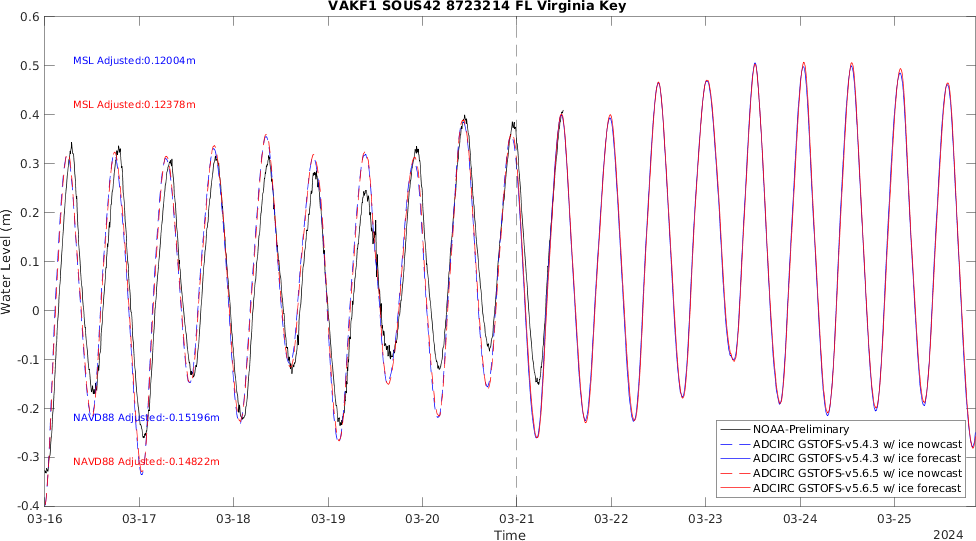 VAKF1 SOUS42 8723214 FL Virginia Key
0.6
0.5
0.4
0.3
0.2
0.1
0
-0.1
-0.2
-0.3
-0.4
Water Level (m)
MSL Adjusted:0.12004m
MSL Adjusted:0.12378m
NAVD88 Adjusted:-0.15196m
NAVD88 Adjusted:-0.14822m
NOAA-Preliminary
ADCIRC GSTOFS-v5.4.3 w/ ice nowcast
ADCIRC GSTOFS-v5.4.3 w/ ice forecast
ADCIRC GSTOFS-v5.6.5 w/ ice nowcast
ADCIRC GSTOFS-v5.6.5 w/ ice forecast
03-16 03-17 03-18 03-19 03-20 03-21 03-22 03-23 03-24 03-25
Time
2024